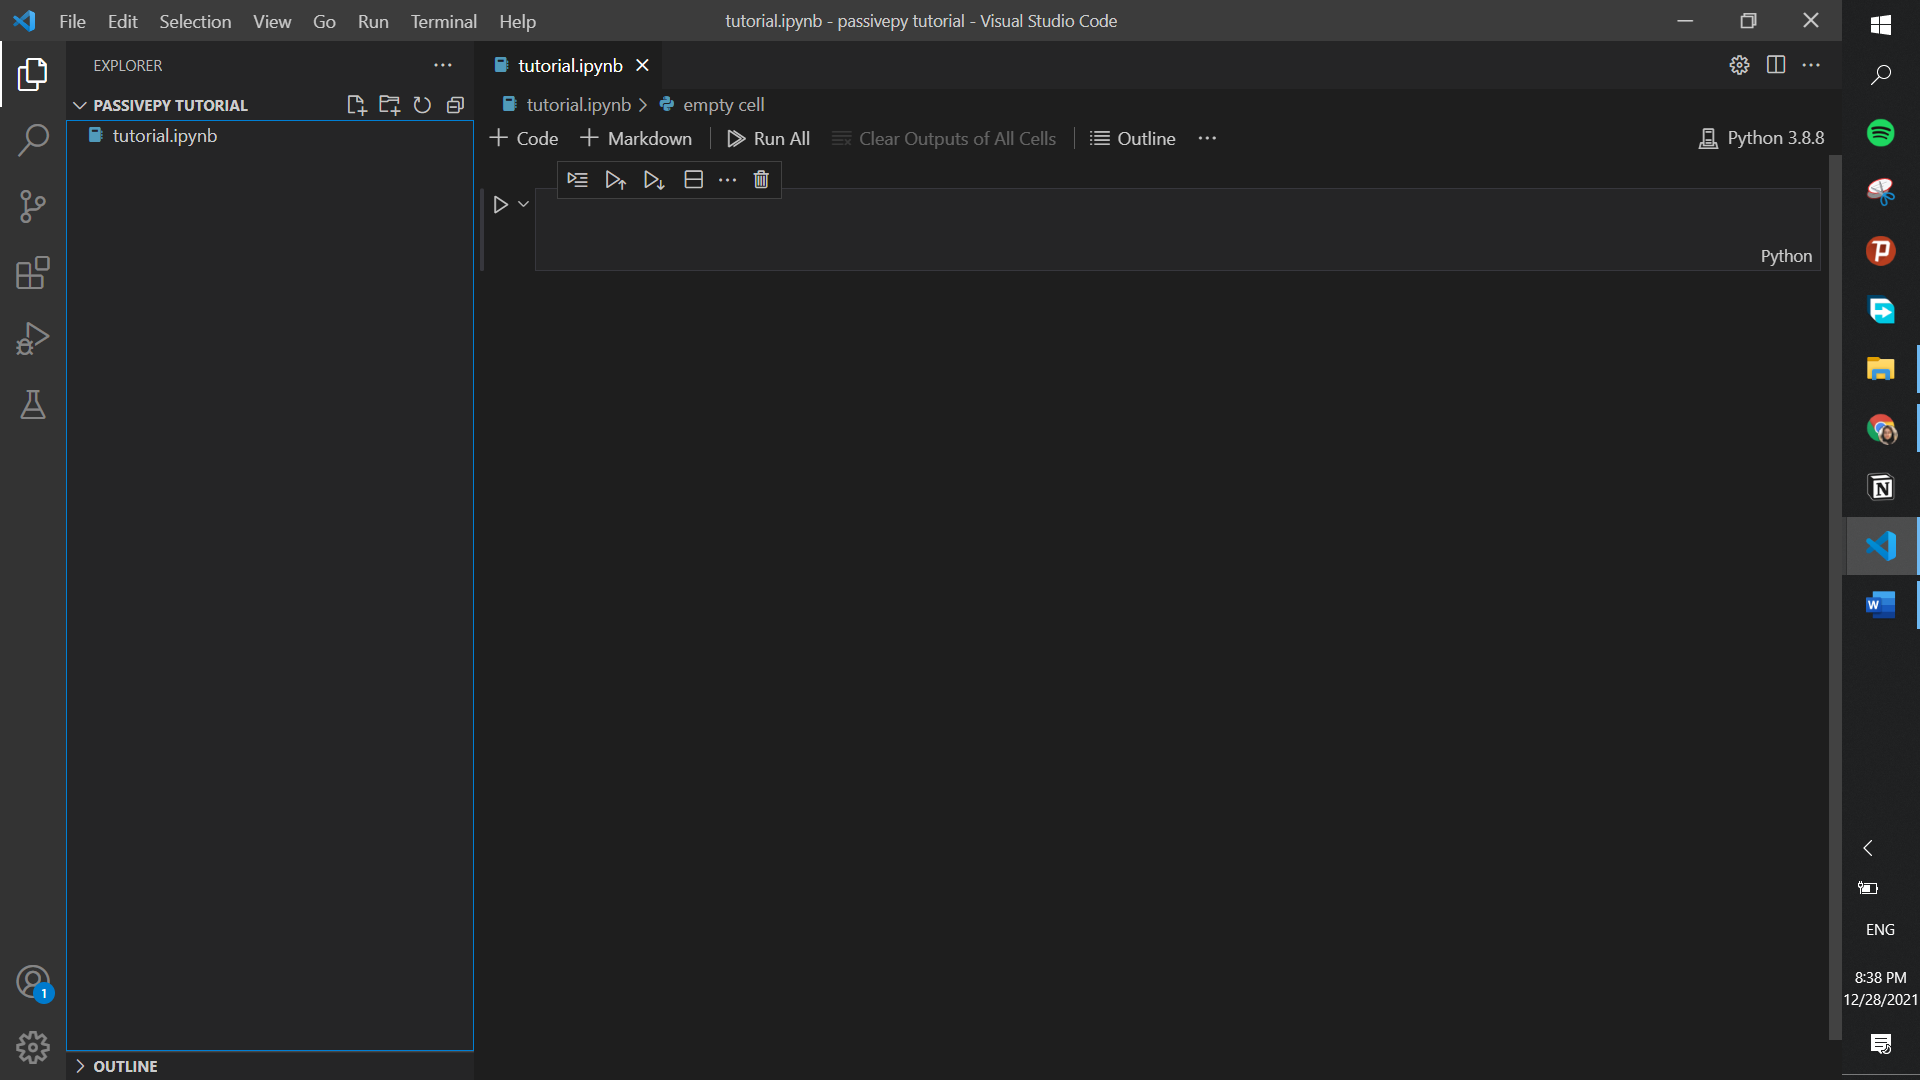 File Edit Selection View Go Run Terminal Help
tutorial.ipynb - passivepy tutorial - Visual Studio Code
EXPLORER
PASSIVEPY TUTORIAL
tutorial.ipynb
OUTLINE
1
tutorial.ipynb
tutorial.ipynb > empty cell
Code Markdown Run All Clear Outputs of All Cells Outline
Python 3.8.8
Python
ENG
8:38 PM
12/28/2021